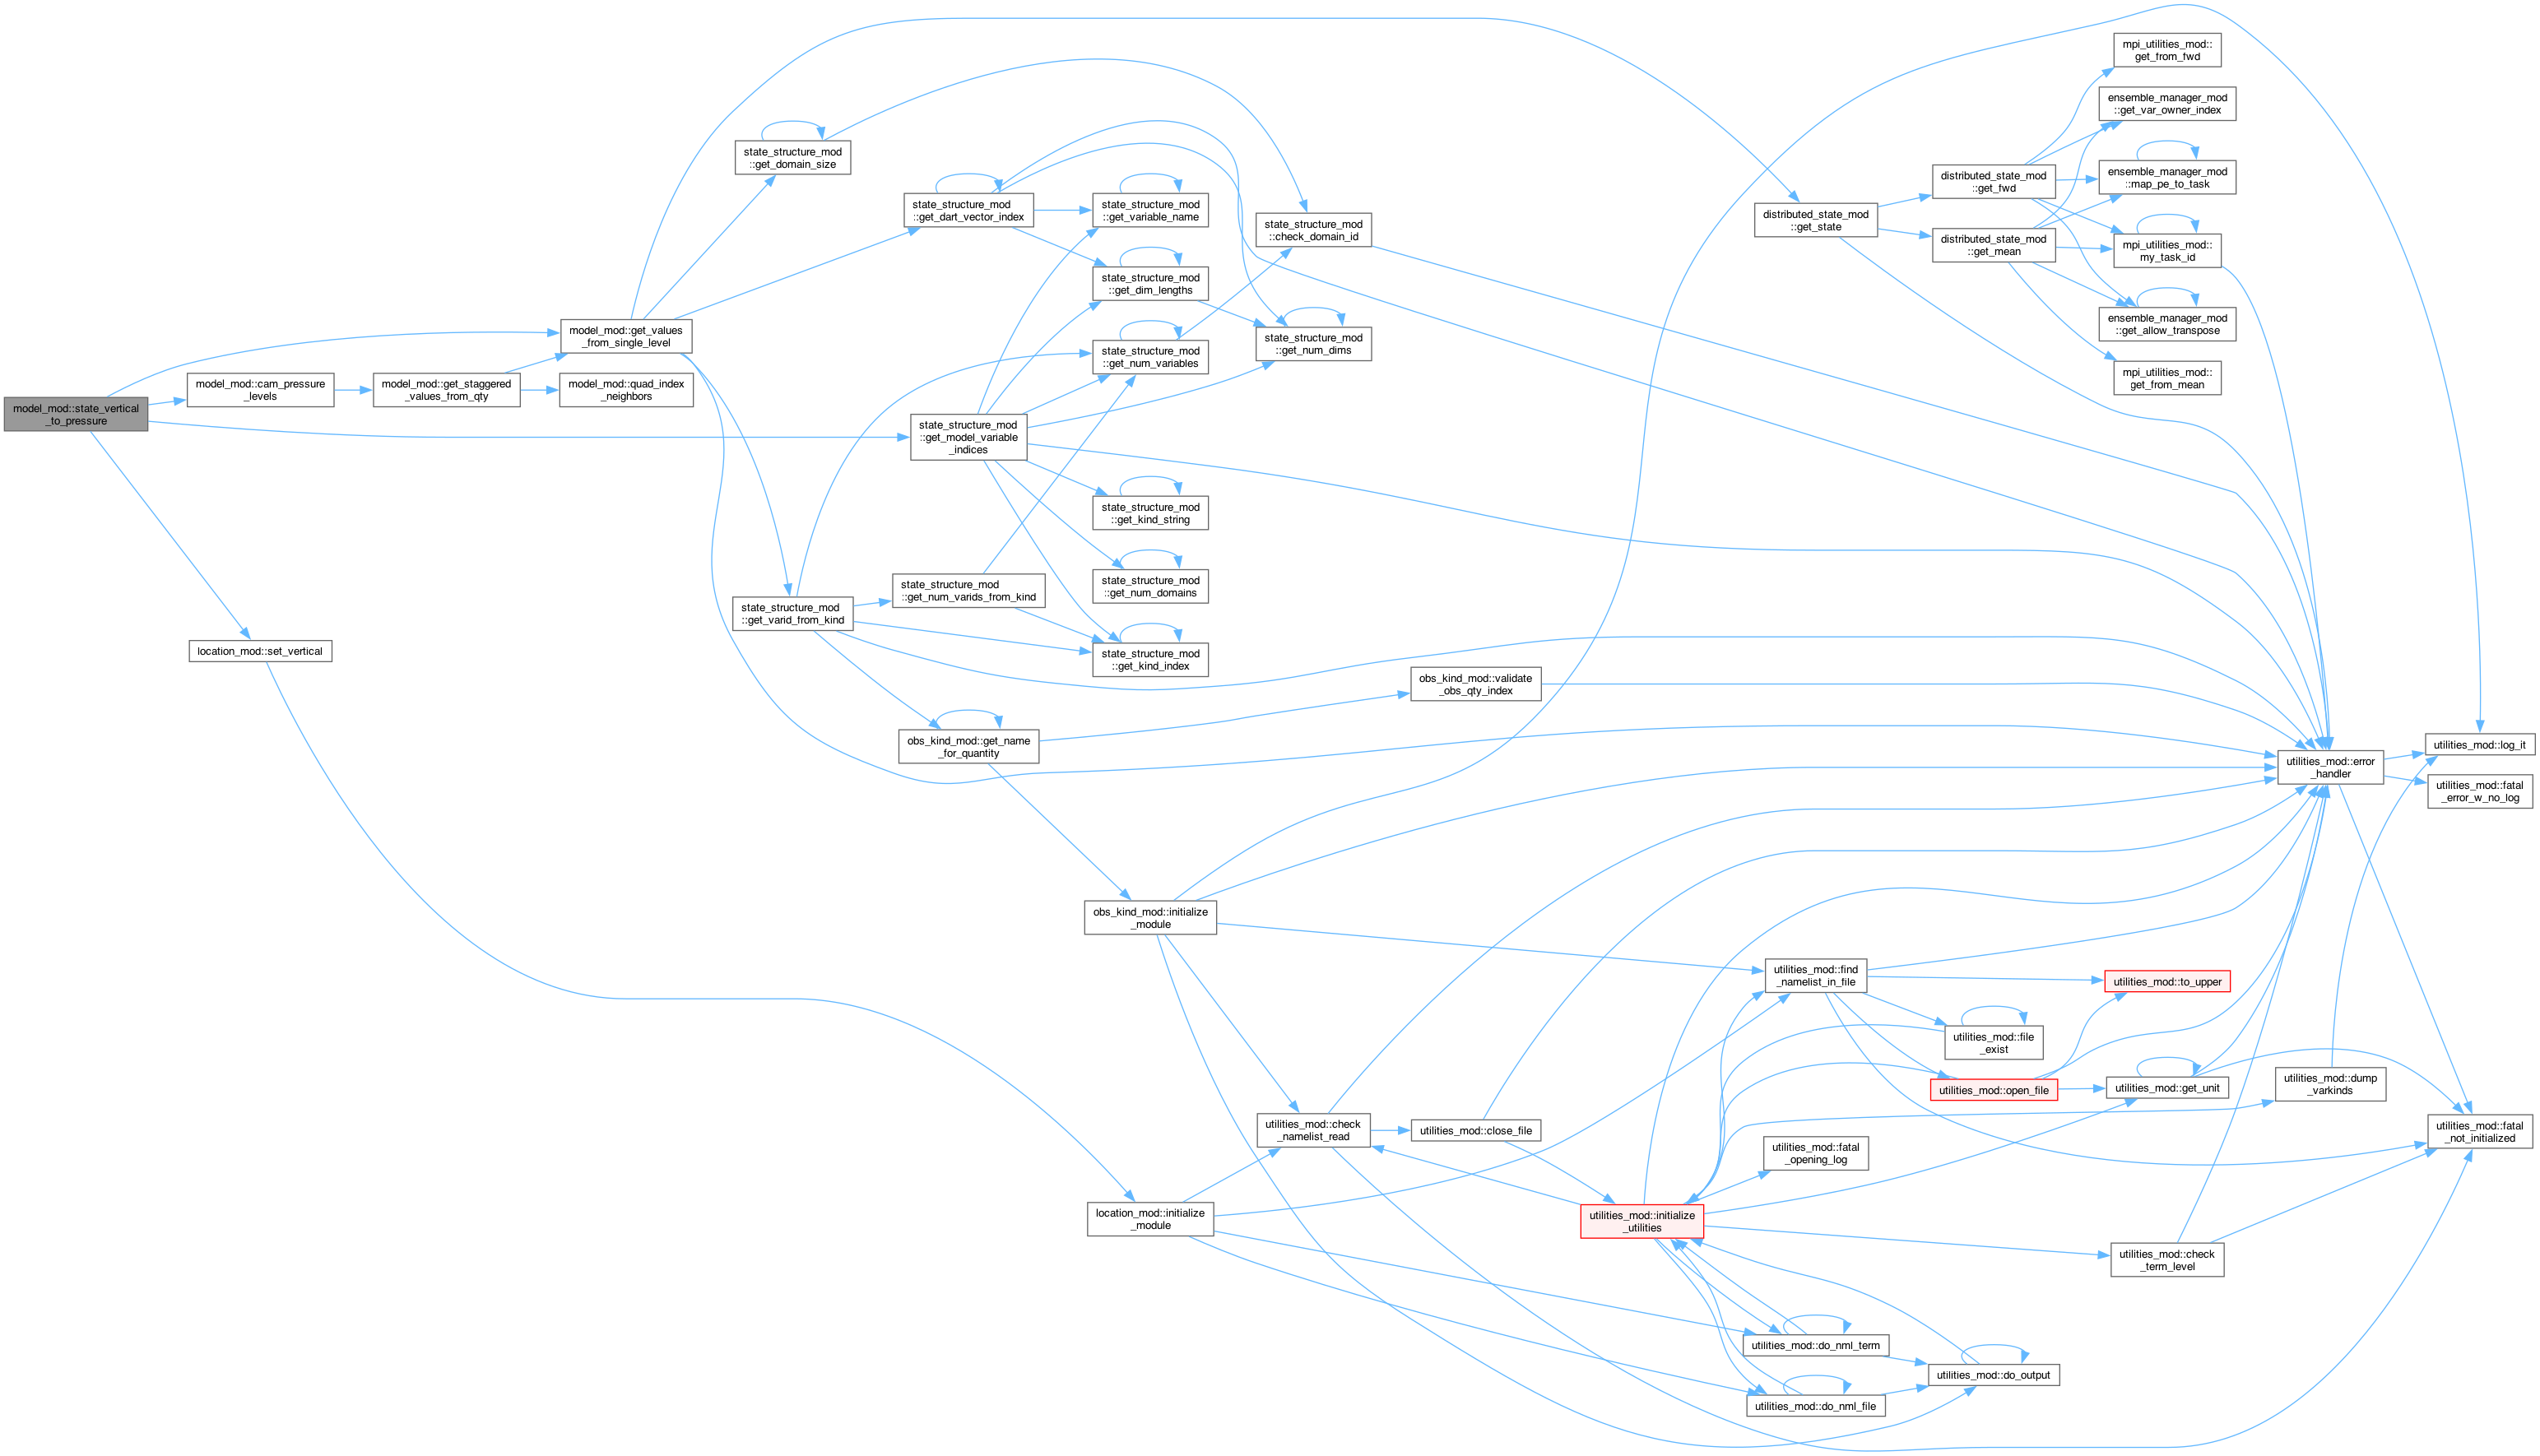 model_mod::state_vertical
_to_pressure
model_mod::get_values
_from_single_level
model_mod::cam_pressure
_levels
model_mod::get_staggered
_values_from_qty
model_mod::quad_index
_neighbors
location_mod::set_vertical
state_structure_mod
::get_domain_size
state_structure_mod
::get_dart_vector_index
state_structure_mod
::get_model_variable
_indices
state_structure_mod
::get_varid_from_kind
state_structure_mod
::get_num_varids_from_kind
obs_kind_mod::get_name
_for_quantity
state_structure_mod
::get_variable_name
state_structure_mod
::get_dim_lengths
state_structure_mod
::get_num_variables
state_structure_mod
::get_kind_string
state_structure_mod
::get_num_domains
state_structure_mod
::get_kind_index
state_structure_mod
::check_domain_id
state_structure_mod
::get_num_dims
obs_kind_mod::validate
_obs_qty_index
obs_kind_mod::initialize
_module
location_mod::initialize
_module
utilities_mod::check
_namelist_read
utilities_mod::close_file
distributed_state_mod
::get_state
distributed_state_mod
::get_fwd
distributed_state_mod
::get_mean
mpi_utilities_mod::
get_from_fwd
ensemble_manager_mod
::get_var_owner_index
ensemble_manager_mod
::map_pe_to_task
mpi_utilities_mod::
my_task_id
ensemble_manager_mod
::get_allow_transpose
mpi_utilities_mod::
get_from_mean
utilities_mod::error
_handler
utilities_mod::log_it
utilities_mod::fatal
_error_w_no_log
utilities_mod::find
_namelist_in_file
utilities_mod::to_upper
utilities_mod::file
_exist
utilities_mod::open_file
utilities_mod::get_unit
utilities_mod::dump
_varkinds
utilities_mod::fatal
_not_initialized
utilities_mod::fatal
_opening_log
utilities_mod::initialize
_utilities
utilities_mod::check
_term_level
utilities_mod::do_nml_term
utilities_mod::do_output
utilities_mod::do_nml_file